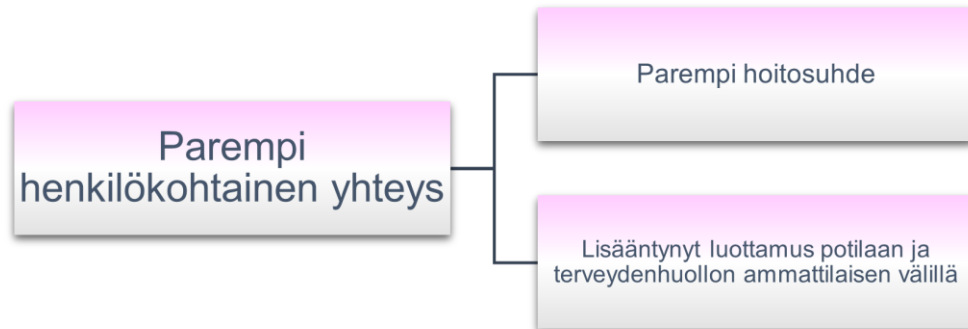 Parempi
henkilökohtainen yhteys
Parempi hoitosuhde
Lisääntynyt luottamus potilaan ja
terveydenhuollon ammattilaisen välillä